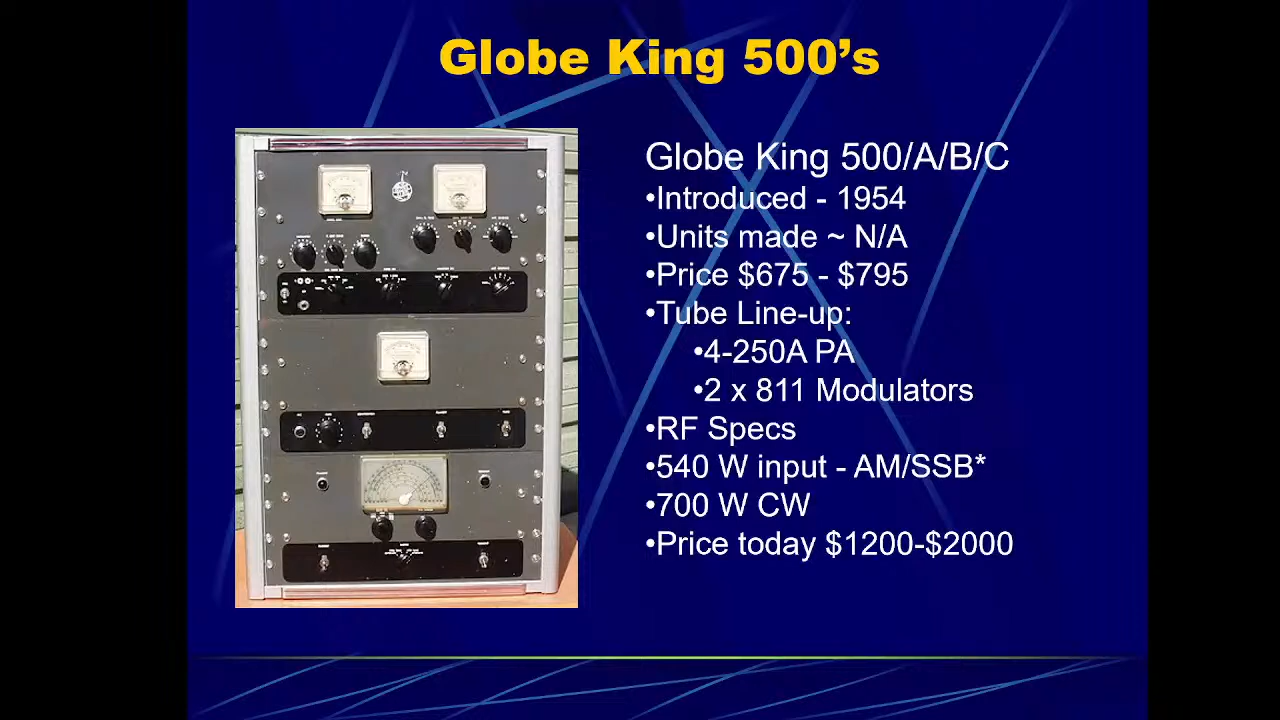 Globe King 500’s
Globe King 500/A/B/C
•Introduced - 1954
•Units made ~ N/A
•Price $675 - $795
•Tube Line-up:
•4-250A PA
•2 x 811 Modulators
•RF Specs
•540 W input - AM/SSB*
•700 W CW
•Price today $1200-$2000